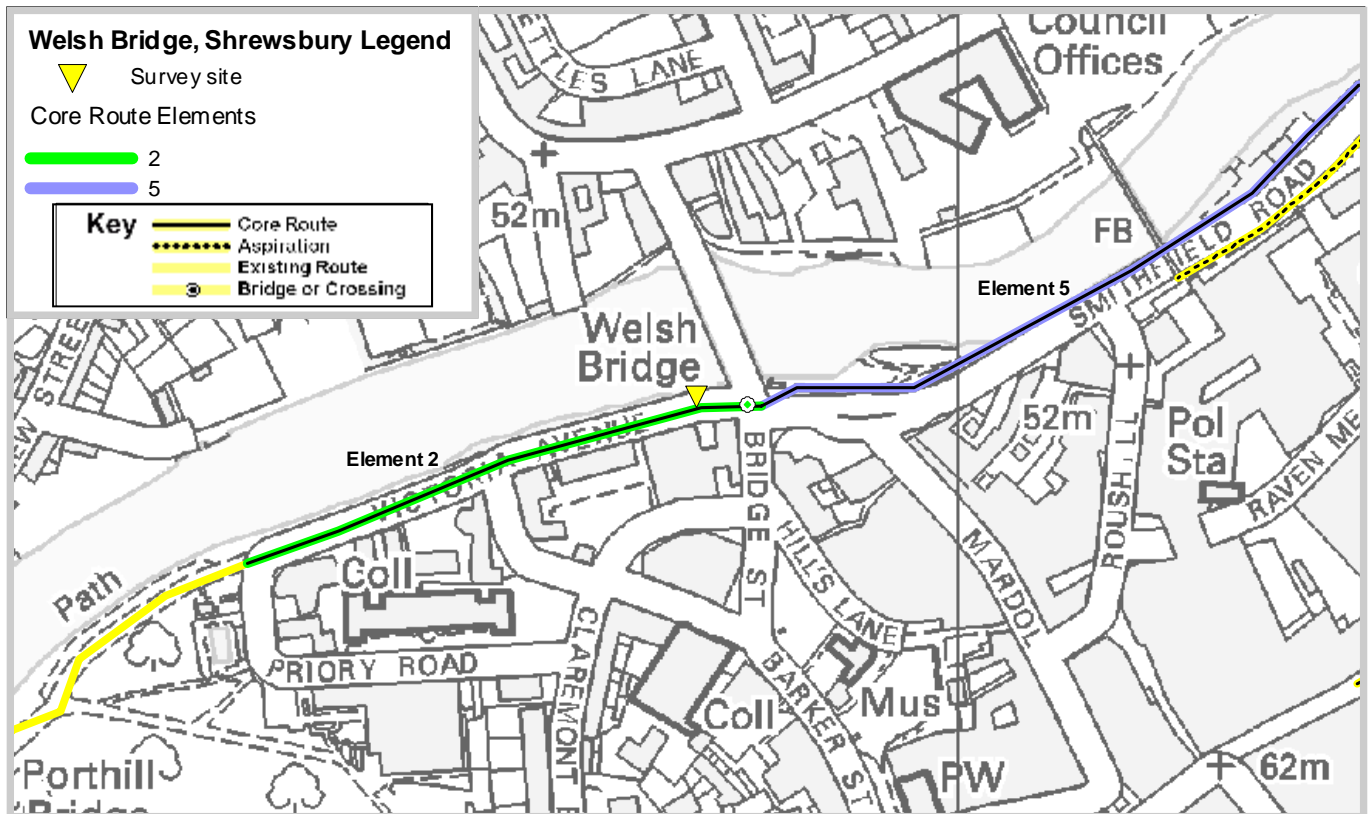 Welsh Bridge, Shrewsbury Legend
Survey site
Core Route Elements
2
5
Key
Core Route
Aspiration
Existing Route
Bridge or Crossing
LANE
Council
Offices
52m
FB
SMITHFIELD ROAD
Element 5
Welsh
Bridge
Element 2
VICTORIA AVENUE
52m
Pol
Sta
ROUSHILL
RAVEN ME
BRIDGE ST
HILL'S LANE
MARDOL
Path
Coll
PRIORY ROAD
CLAREMONT
BARKER ST
Coll
Mus
PW
62m
Porthill
Bridge